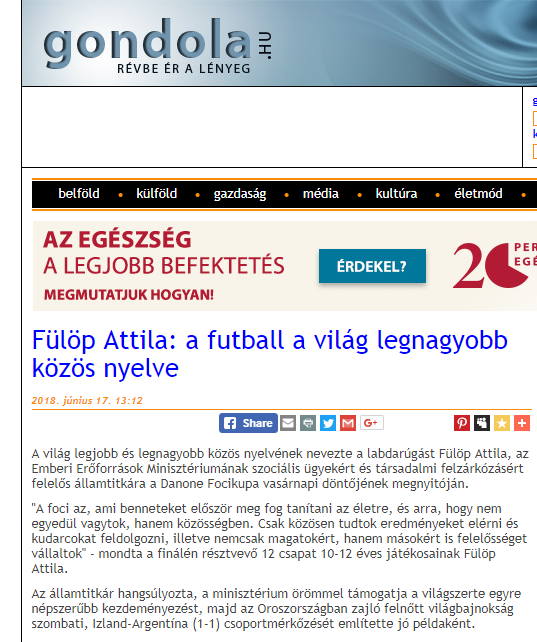 gondola.HU
RÉVBE ÉR A LÉNYEG
belföld • külföld • gazdaság • média • kultúra • életmód •
AZ EGÉSZSÉG
A LEGJOBB BEFEKTETÉS
MEGMUTATJUK HOGYAN!
ÉRDEKEL?
20 PER
EGÉ
Fülöp Attila: a futball a világ legnagyobb
közös nyelve
2018. június 17. 13:12
Share
G+
A világ legjobb és legnagyobb közös nyelvének nevezte a labdarúgást Fülöp Attila, az
Emberi Erőforrások Minisztériumának szociális ügyekért és társadalmi felzárkózásért
felelős államtitkára a Danone Focikupa vasárnapi döntőjének megnyitóján.
"A foci az, ami benneteket először meg fog tanítani az életre, és arra, hogy nem
egyedül vagytok, hanem közösségben. Csak közösen tudtok eredményeket elérni és
kudarcokat feldolgozni, illetve nemcsak magatokért, hanem másokért is felelősséget
vállaltok" - mondta a finálén résztvevő 12 csapat 10-12 éves játékosainak Fülöp
Attila.
Az államtitkár hangsúlyozta, a minisztérium örömmel támogatja a világszerte egyre
népszerűbb kezdeményezést, majd az Oroszországban zajló felnőtt világbajnokság
szombati, Izland-Argentína (1-1) csoportmérkőzését említette jó példaként.